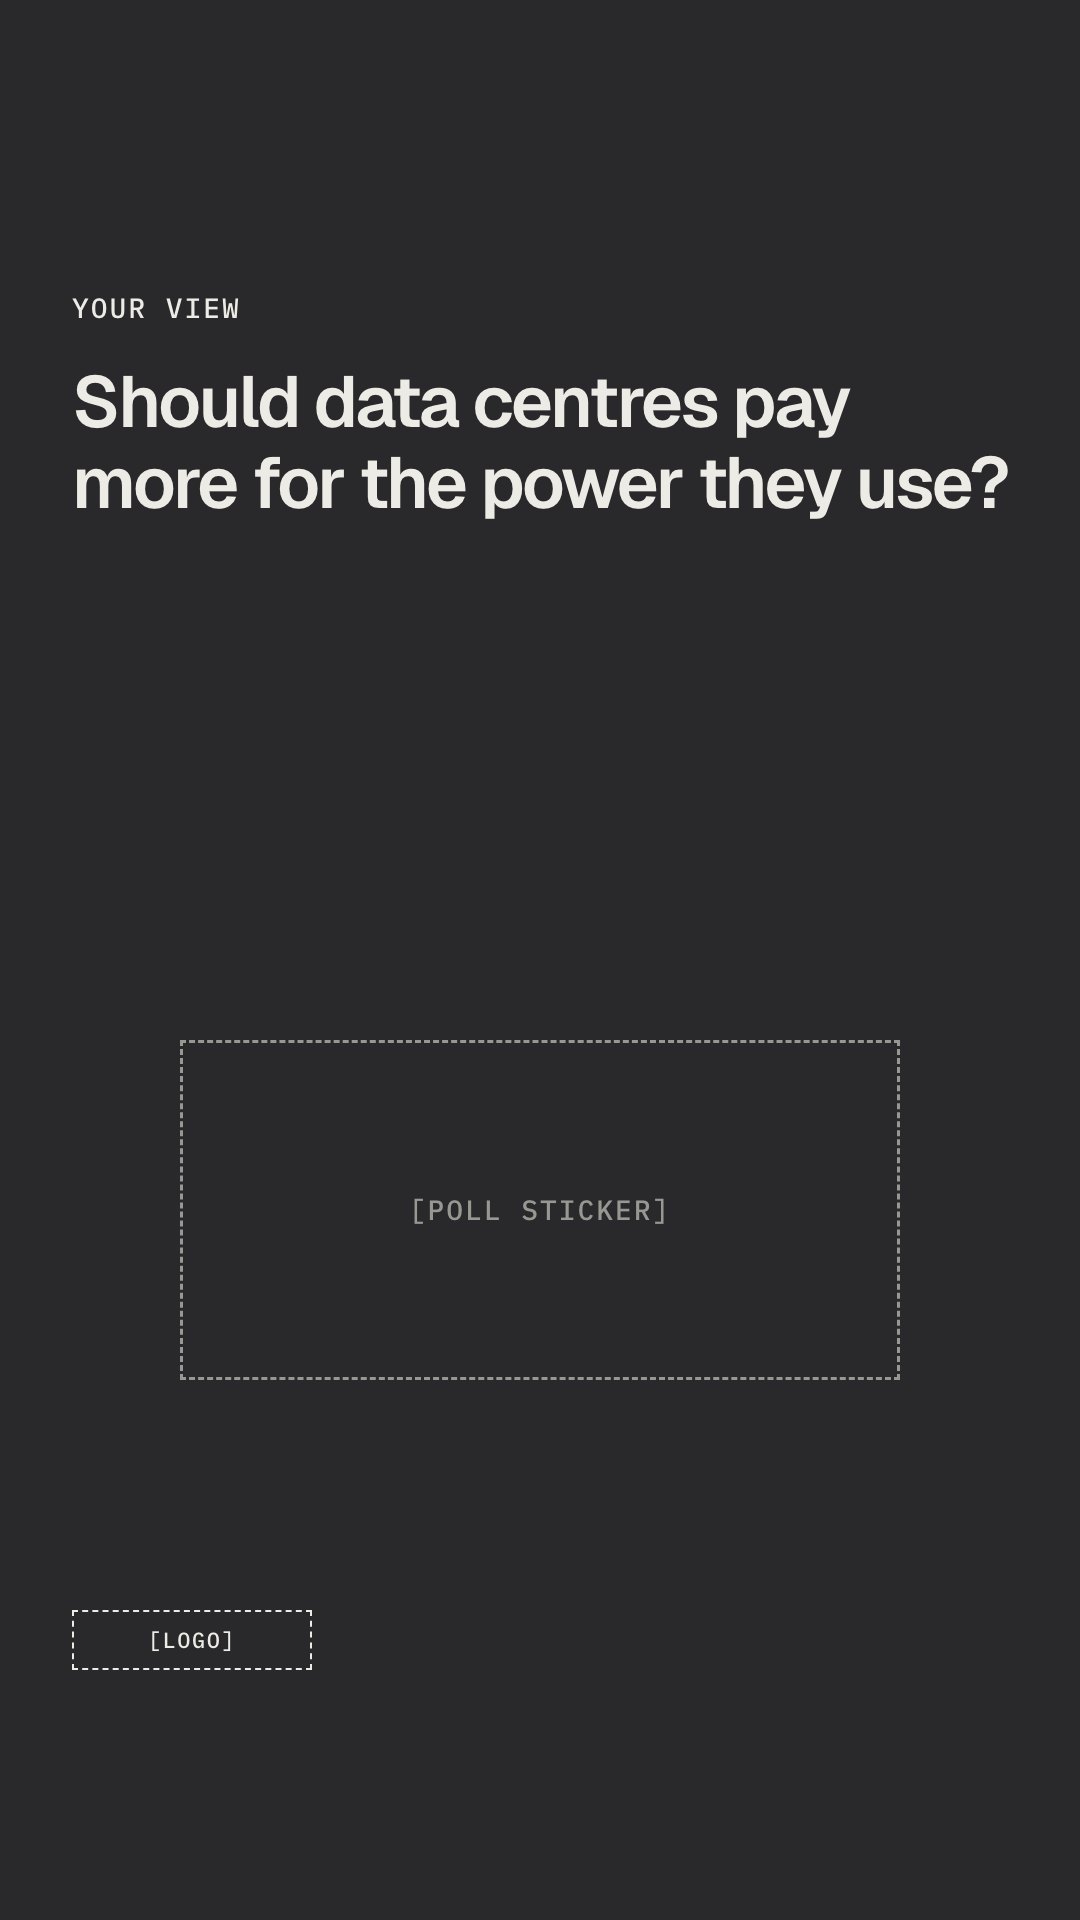 YOUR VIEW
Should data centres pay
more for the power they use?
[POLL STICKER]
[LOGO]